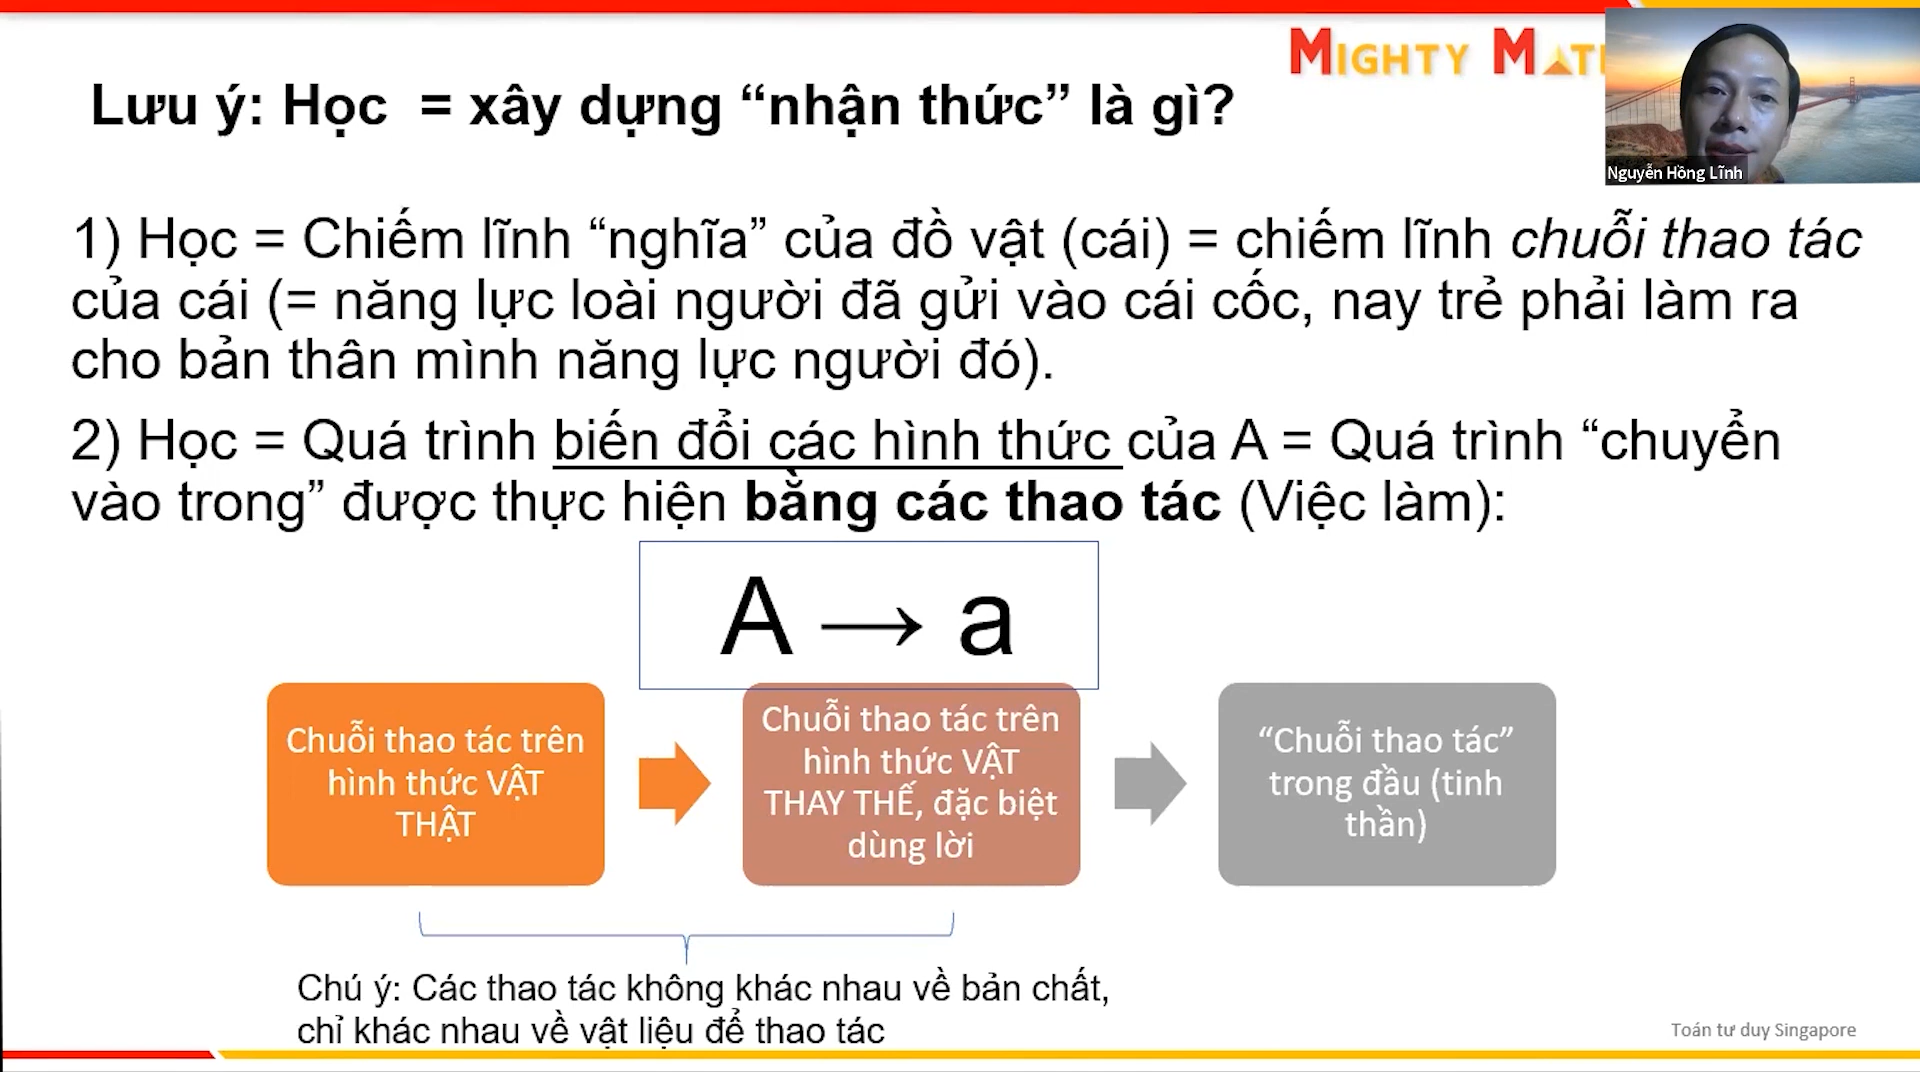 MIGHTY MAT
Lưu ý: Học = xây dựng “nhận thức” là gì?
Nguyễn Hồng Lĩnh
1) Học = Chiếm lĩnh “nghĩa” của đồ vật (cái) = chiếm lĩnh chuỗi thao tác
của cái (= năng lực loài người đã gửi vào cái cốc, nay trẻ phải làm ra
cho bản thân mình năng lực người đó).
2) Học = Quá trình biến đổi các hình thức của A = Quá trình “chuyển
vào trong” được thực hiện bằng các thao tác (Việc làm):
A → a
Chuỗi thao tác trên
hình thức VẬT
THẬT
Chuỗi thao tác trên
hình thức VẬT
THAY THẾ, đặc biệt
dùng lời
“Chuỗi thao tác”
trong đầu (tinh
thần)
Chú ý: Các thao tác không khác nhau về bản chất,
chỉ khác nhau về vật liệu để thao tác
Toán tư duy Singapore